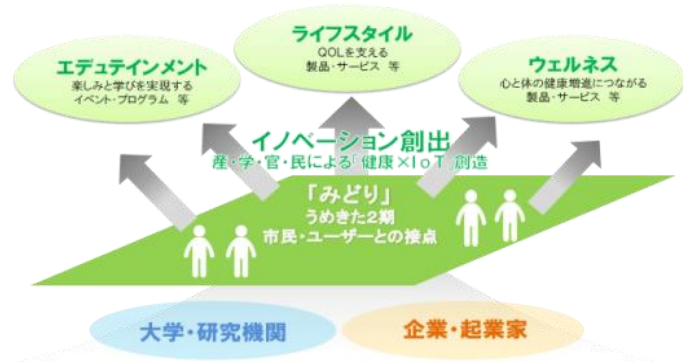 ライフスタイル
QOLを支える
製品・サービス 等
エデュテインメント
楽しみと学びを実現する
イベント・プログラム 等
ウェルネス
心と体の健康増進につながる
製品・サービス 等
イノベーション創出
産・学・官・民による「健康×IoT」創造
「みどり」
うめきた2期
市民・ユーザーとの接点
大学・研究機関
企業・起業家